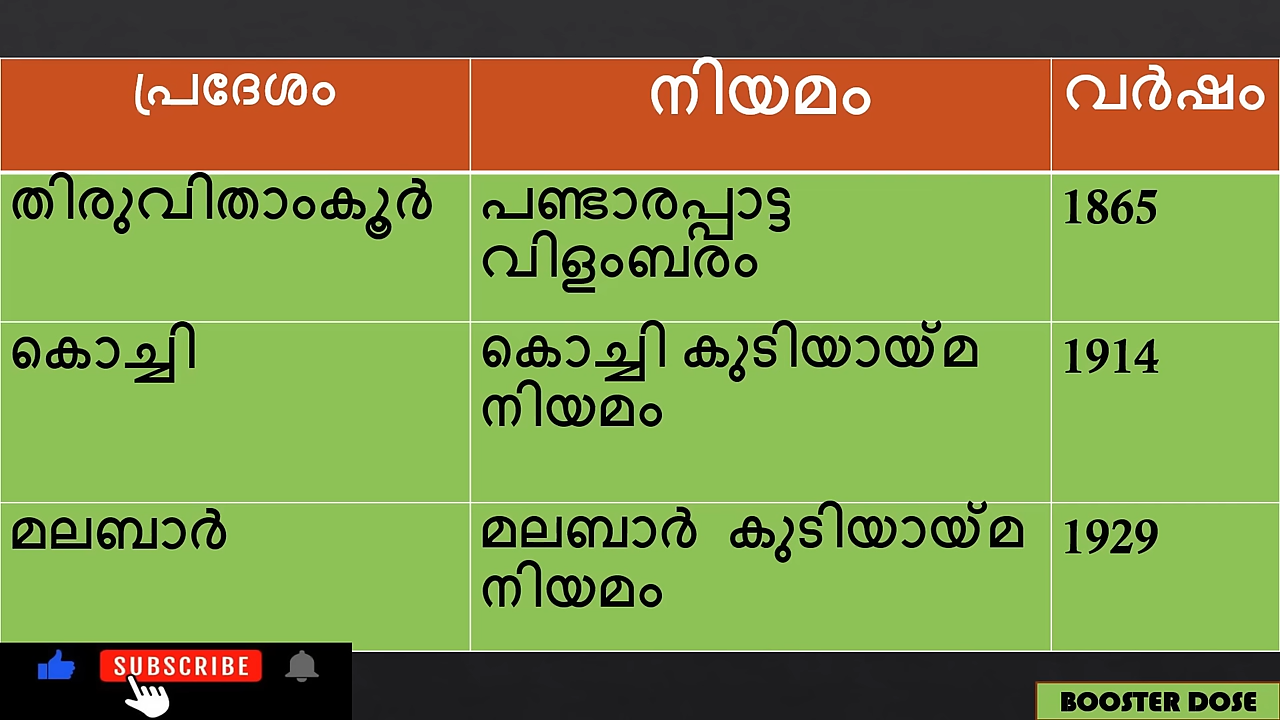 പ്രദേശം നിയമം വർഷം
തിരുവിതാംകൂർ പണ്ടാരപ്പാട്ട 1865
വിളംബരം
കൊച്ചി കൊച്ചി കുടിയായ്മ 1914
നിയമം
മലബാർ മലബാർ കുടിയായ്മ 1929
നിയമം
SUBSCRIBE
BOOSTER DOSE